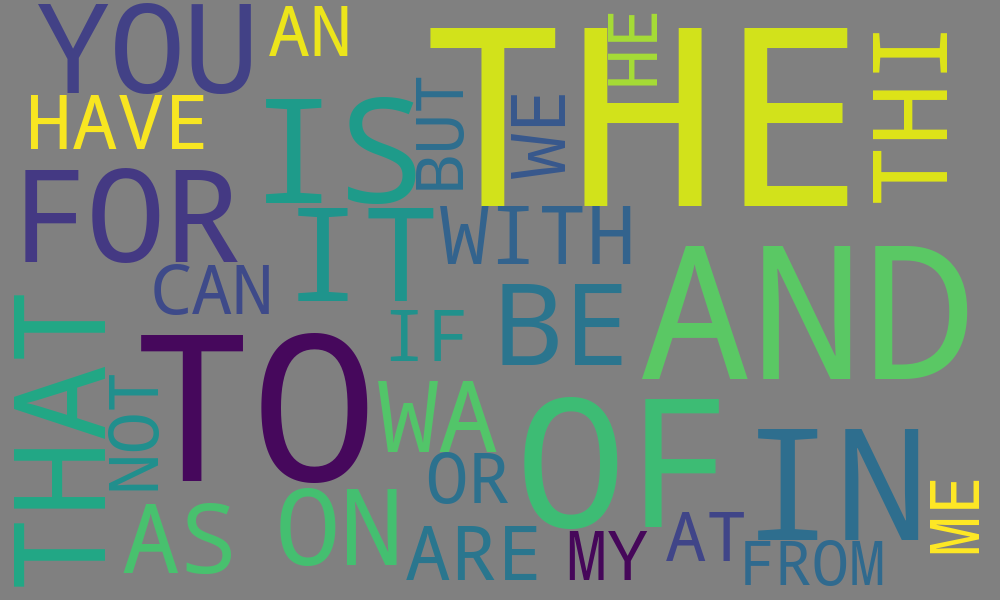 YOU
AN
THE
HE
THI
HAVE
IS
BUT
WE
FOR
IT
WITH
CAN
AND
THAT
IF
BE
TO
NOT
WA
OF
IN
OR
ME
AS
ON
ARE
MY
AT
FROM